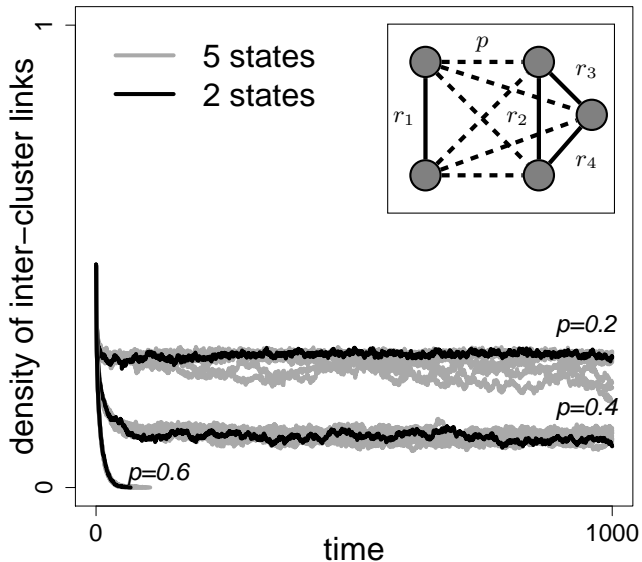 1
5 states
2 states
p
r3
r1
r2
r4
density of inter-cluster links
p=0.2
p=0.4
p=0.6
0
0
1000
time